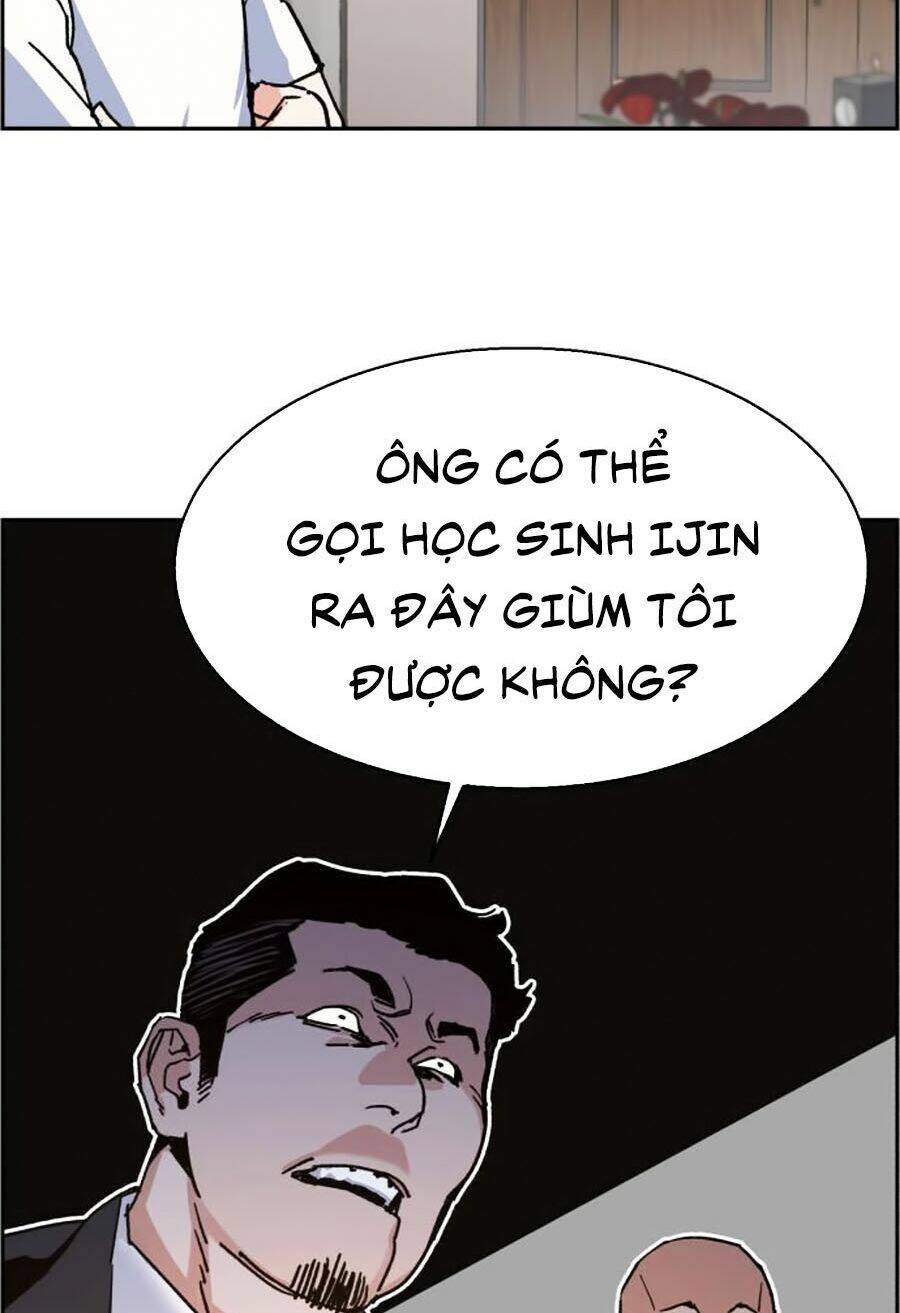 ÔNG CÓ THỂ
GỌI HỌC SINH IJIN
RA ĐÂY GIÙM TÔI
ĐƯỢC KHÔNG?